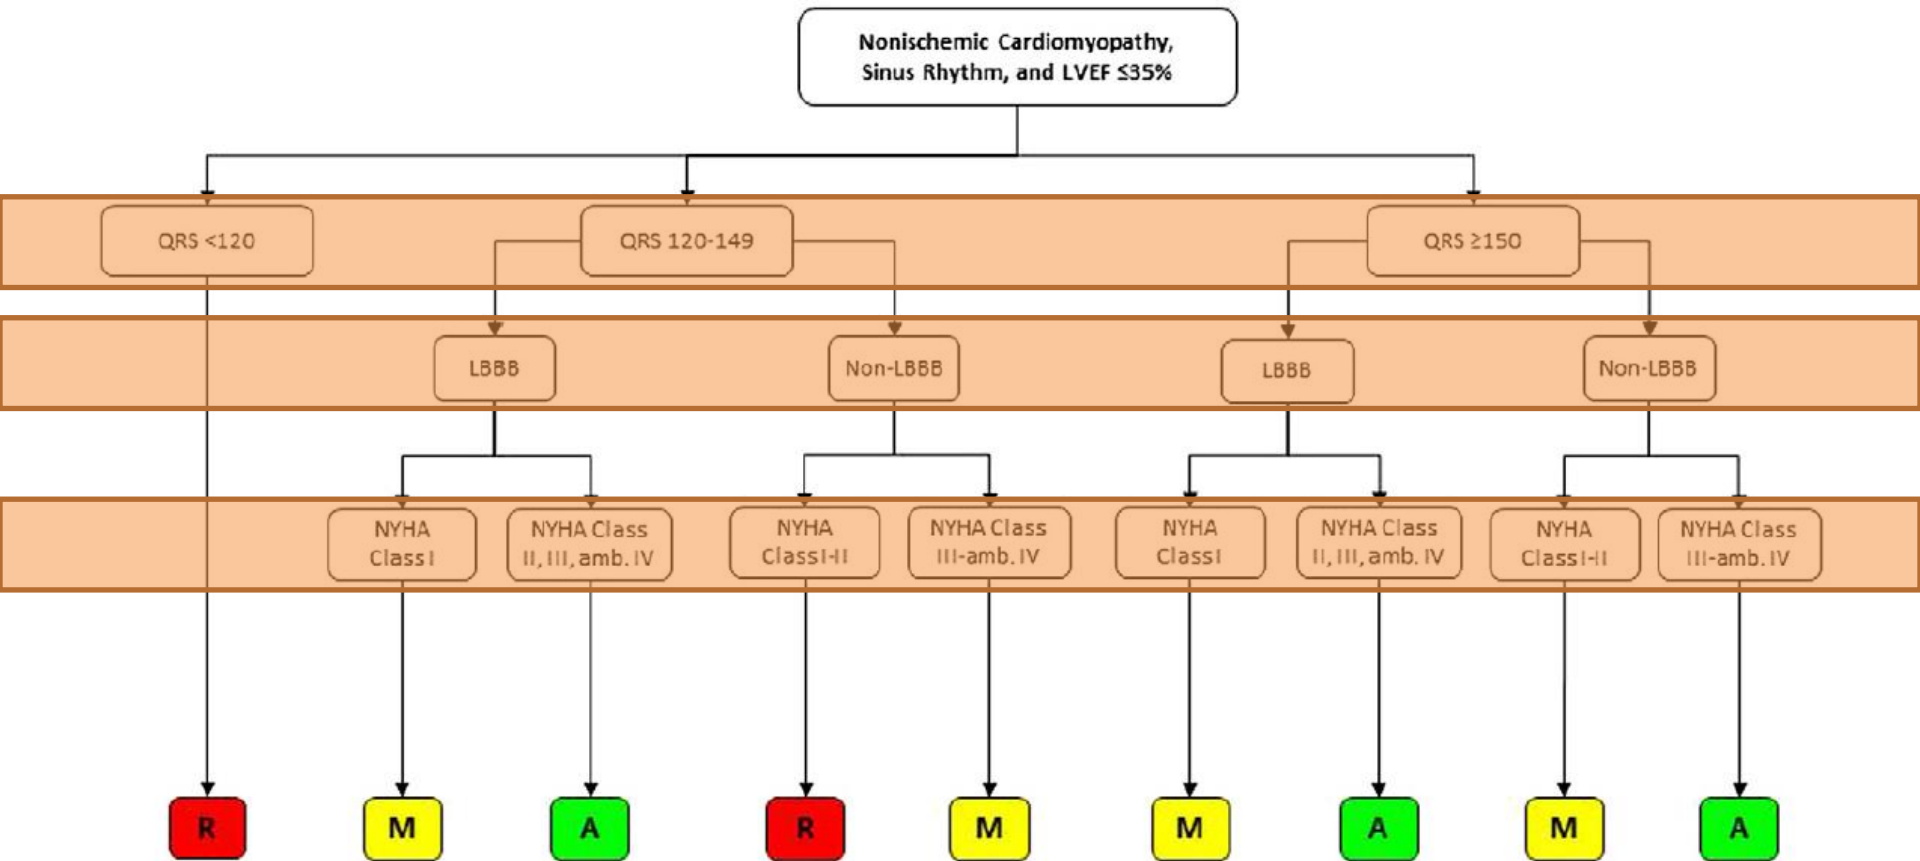 Nonischemic Cardiomyopathy,
Sinus Rhythm, and LVEF ≤35%
QRS <120
QRS 120-149
QRS ≥150
LBBB
Non-LBBB
LBBB
Non-LBBB
NYHA
Class I
NYHA Class
II, III, amb. IV
NYHA
Class I-II
NYHA Class
III-amb. IV
NYHA
Class I
NYHA Class
II, III, amb. IV
NYHA
Class I-II
NYHA Class
III-amb. IV
R
M
A
R
M
M
A
M
A